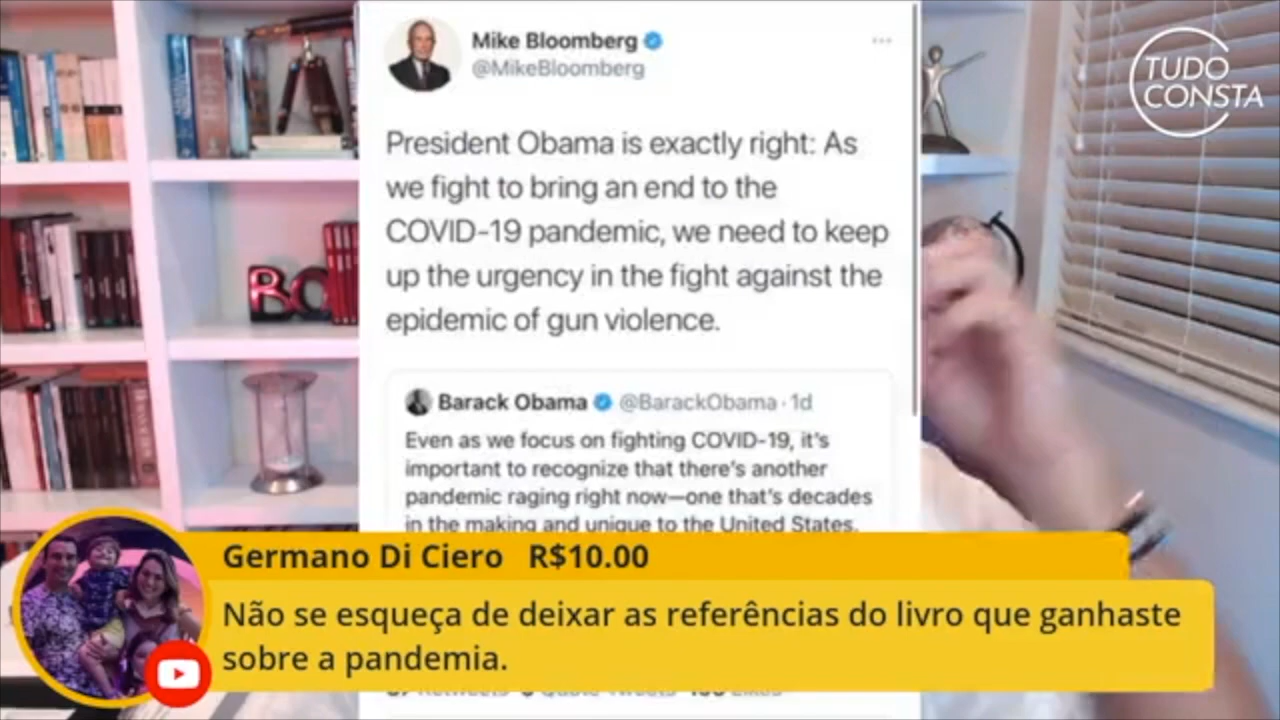 Mike Bloomberg
@MikeBloomberg
TUDO
CONSTA
President Obama is exactly right: As
we fight to bring an end to the
COVID-19 pandemic, we need to keep
up the urgency in the fight against the
epidemic of gun violence.
Barack Obama @BarackObama · 1d
Even as we focus on fighting COVID-19, it's
important to recognize that there's another
pandemic raging right now—one that's decades
in the making and unique to the United States.
Germano Di Ciero R$10.00
Não se esqueça de deixar as referências do livro que ganhaste
sobre a pandemia.
Retweets Quote Tweets Likes